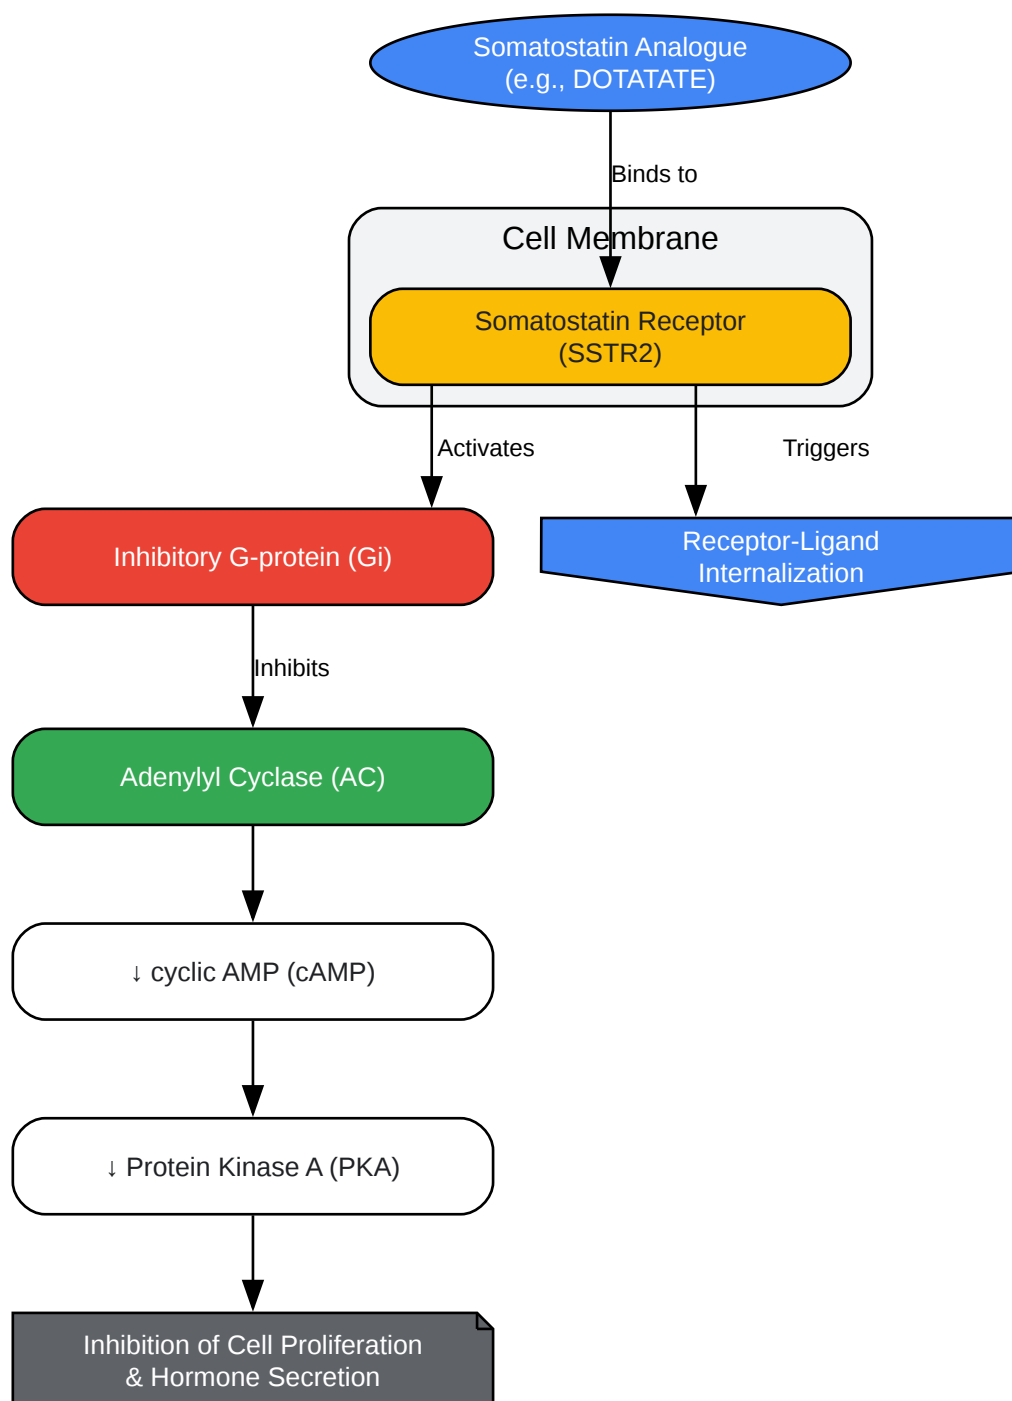 Somatostatin Analogue
(e.g., DOTATATE)
Binds to
Cell Membrane
Somatostatin Receptor
(SSTR2)
Activates
Triggers
Inhibitory G-protein (Gi)
Receptor-Ligand
Internalization
Inhibits
Adenylyl Cyclase (AC)
↓ cyclic AMP (cAMP)
↓ Protein Kinase A (PKA)
Inhibition of Cell Proliferation
& Hormone Secretion